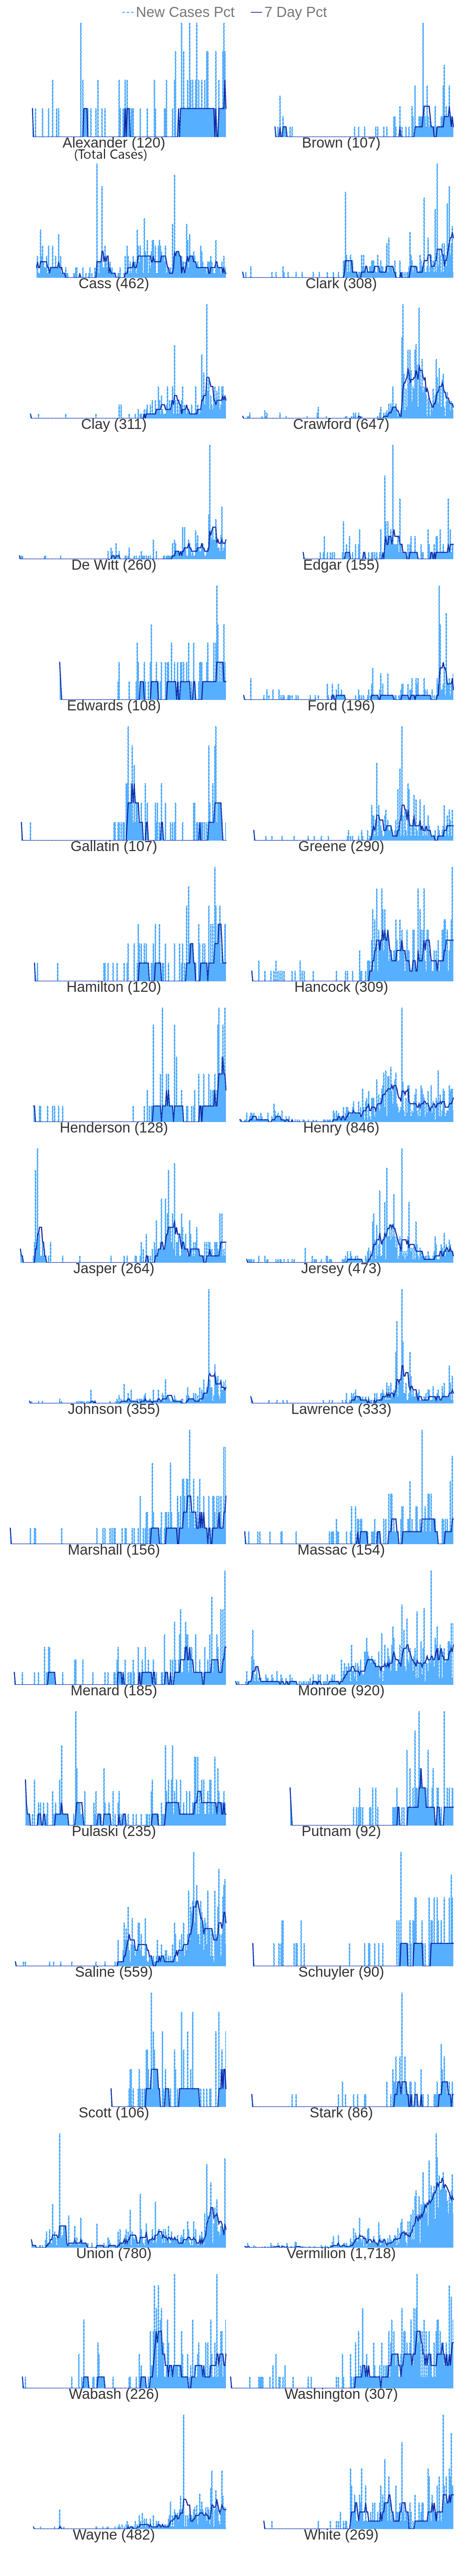 New Cases Pct 7 Day Pct
Alexander (120) Brown (107)
(Total Cases)
Cass (462) Clark (308)
Clay (311) Crawford (647)
De Witt (260) Edgar (155)
Edwards (108) Ford (196)
Gallatin (107) Greene (290)
Hamilton (120) Hancock (309)
Henderson (128) Henry (846)
Jasper (264) Jersey (473)
Johnson (355) Lawrence (333)
Marshall (156) Massac (154)
Menard (185) Monroe (920)
Pulaski (235) Putnam (92)
Saline (559) Schuyler (90)
Scott (106) Stark (86)
Union (780) Vermilion (1,718)
Wabash (226) Washington (307)
Wayne (482) White (269)